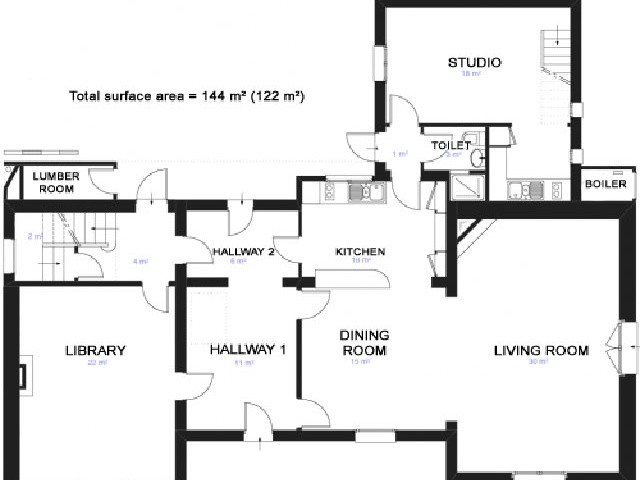 STUDIO
18 m²
Total surface area = 144 m² (122 m²)
TOILET
1 m²
3 m²
LUMBER
ROOM
BOILER
2 m²
4 m²
HALLWAY 2
6 m²
KITCHEN
10 m²
LIBRARY
22 m²
HALLWAY 1
11 m²
DINING
ROOM
15 m²
LIVING ROOM
30 m²